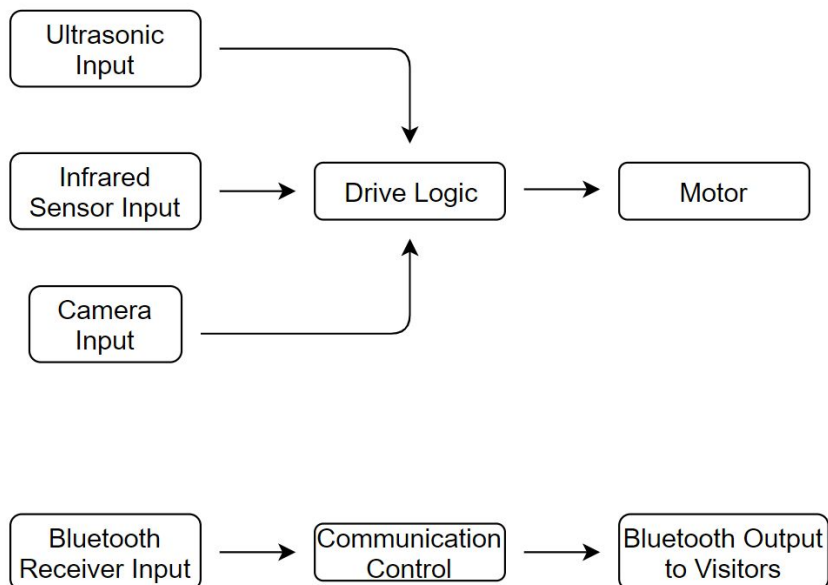 Ultrasonic
Input
Infrared
Sensor Input
Drive Logic
Motor
Camera
Input
Bluetooth
Receiver Input
Communication
Control
Bluetooth Output
to Visitors